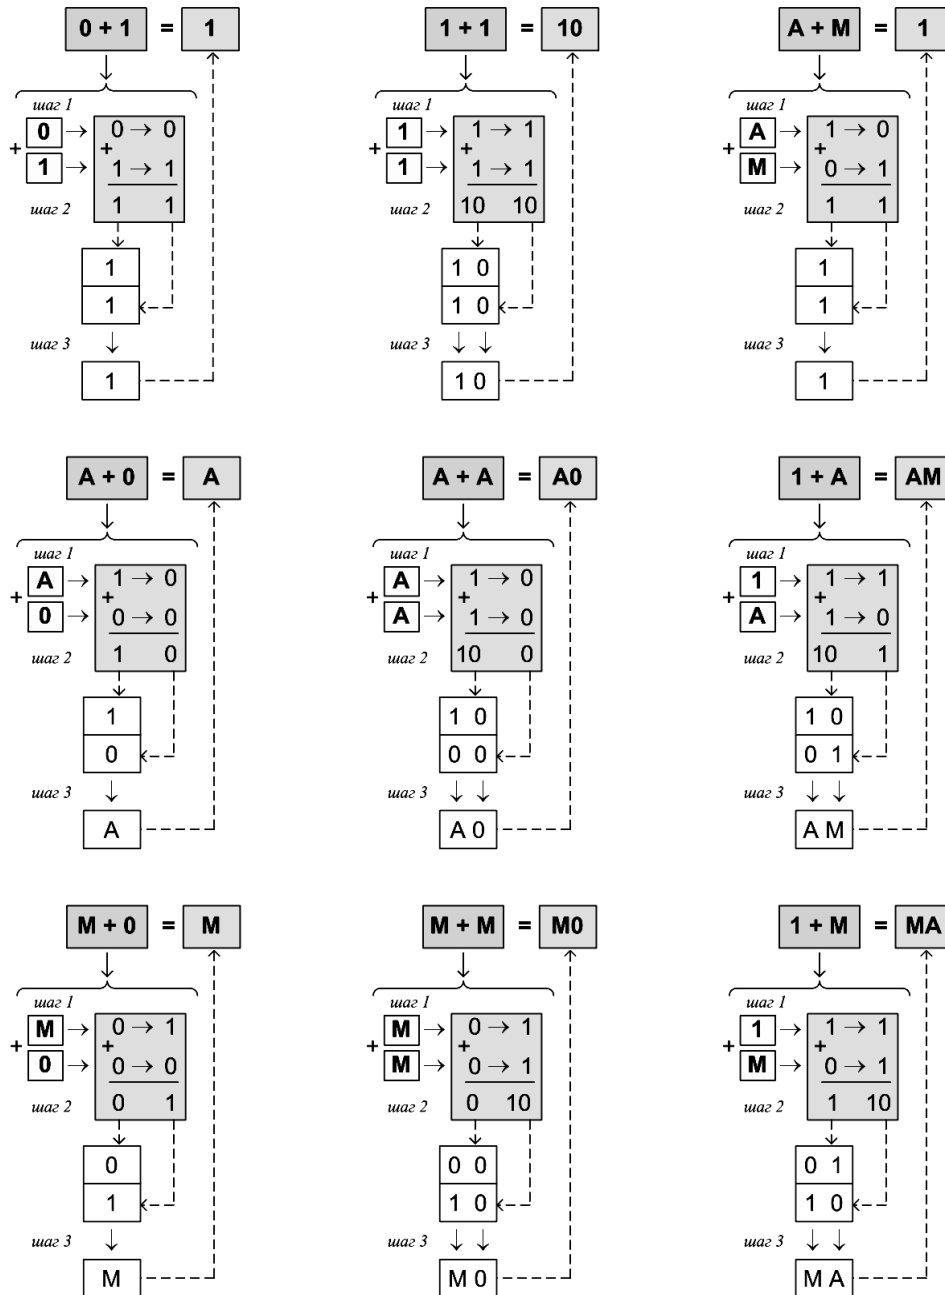 0 + 1 = 1
шаг 1
0 → 0 → 0
+ +
1 → 1 → 1
шаг 2 1 1
1
1
шаг 3
1
1 + 1 = 10
шаг 1
1 → 1 → 1
+ +
1 → 1 → 1
шаг 2 10 10
1 0
1 0
шаг 3
1 0
A + M = 1
шаг 1
A → 1 → 0
+ +
M → 0 → 1
шаг 2 1 1
1
1
шаг 3
1
A + 0 = A
шаг 1
A → 1 → 0
+ +
0 → 0 → 0
шаг 2 1 0
1
0
шаг 3
A
A + A = A0
шаг 1
A → 1 → 0
+ +
A → 1 → 0
шаг 2 10 0
1 0
0 0
шаг 3
A 0
1 + A = AM
шаг 1
1 → 1 → 1
+ +
A → 1 → 0
шаг 2 10 1
1 0
0 1
шаг 3
A M
M + 0 = M
шаг 1
M → 0 → 1
+ +
0 → 0 → 0
шаг 2 0 1
0
1
шаг 3
M
M + M = M0
шаг 1
M → 0 → 1
+ +
M → 0 → 1
шаг 2 0 10
0 0
1 0
шаг 3
M 0
1 + M = MA
шаг 1
1 → 1 → 1
+ +
M → 0 → 1
шаг 2 1 10
0 1
1 0
шаг 3
M A